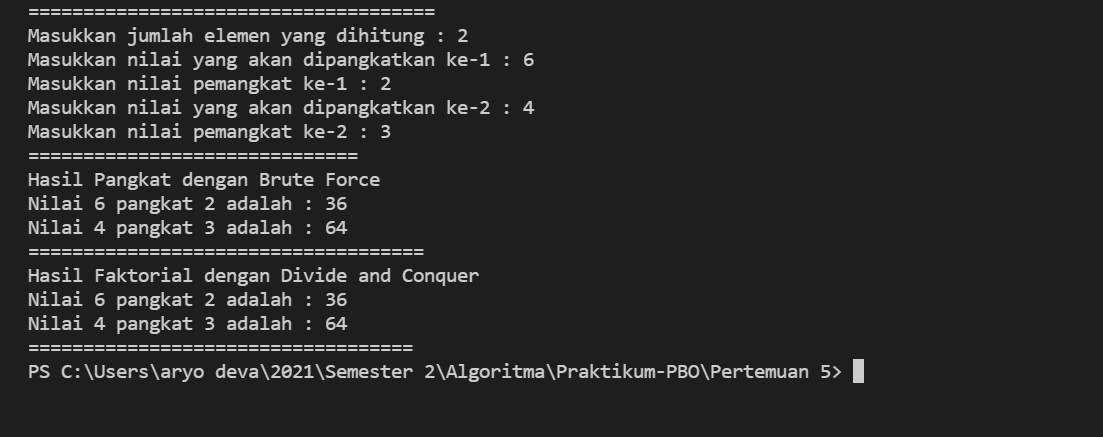 =====================================
Masukkan jumlah elemen yang dihitung : 2
Masukkan nilai yang akan dipangkatkan ke-1 : 6
Masukkan nilai pemangkat ke-1 : 2
Masukkan nilai yang akan dipangkatkan ke-2 : 4
Masukkan nilai pemangkat ke-2 : 3
==============================
Hasil Pangkat dengan Brute Force
Nilai 6 pangkat 2 adalah : 36
Nilai 4 pangkat 3 adalah : 64
====================================
Hasil Faktorial dengan Divide and Conquer
Nilai 6 pangkat 2 adalah : 36
Nilai 4 pangkat 3 adalah : 64
===================================
PS C:\Users\aryo deva\2021\Semester 2\Algoritma\Praktikum-PBO\Pertemuan 5>